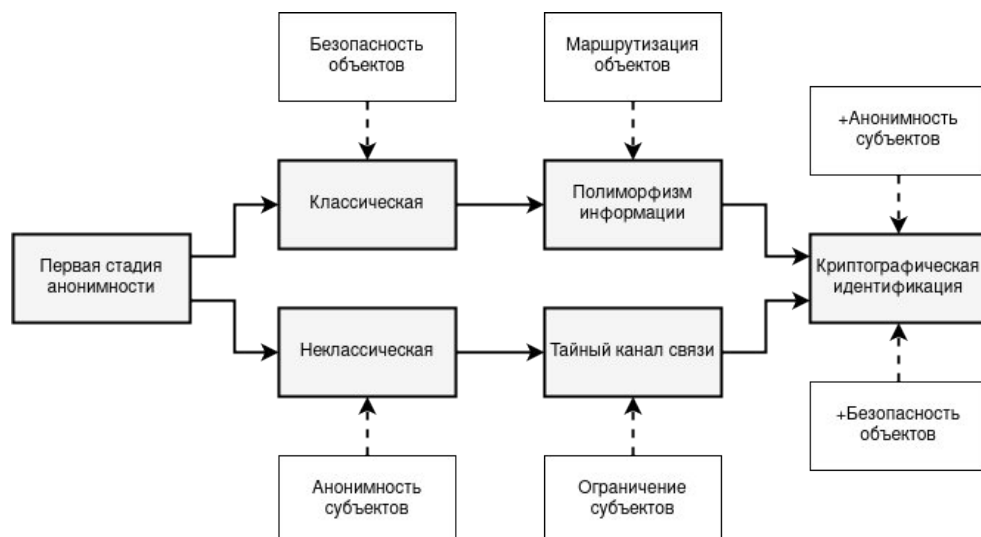 Безопасность
объектов
Маршрутизация
объектов
+Анонимность
субъектов
Классическая
Полиморфизм
информации
Первая стадия
анонимности
Криптографическая
идентификация
Неклассическая
Тайный канал связи
+Безопасность
объектов
Анонимность
субъектов
Ограничение
субъектов